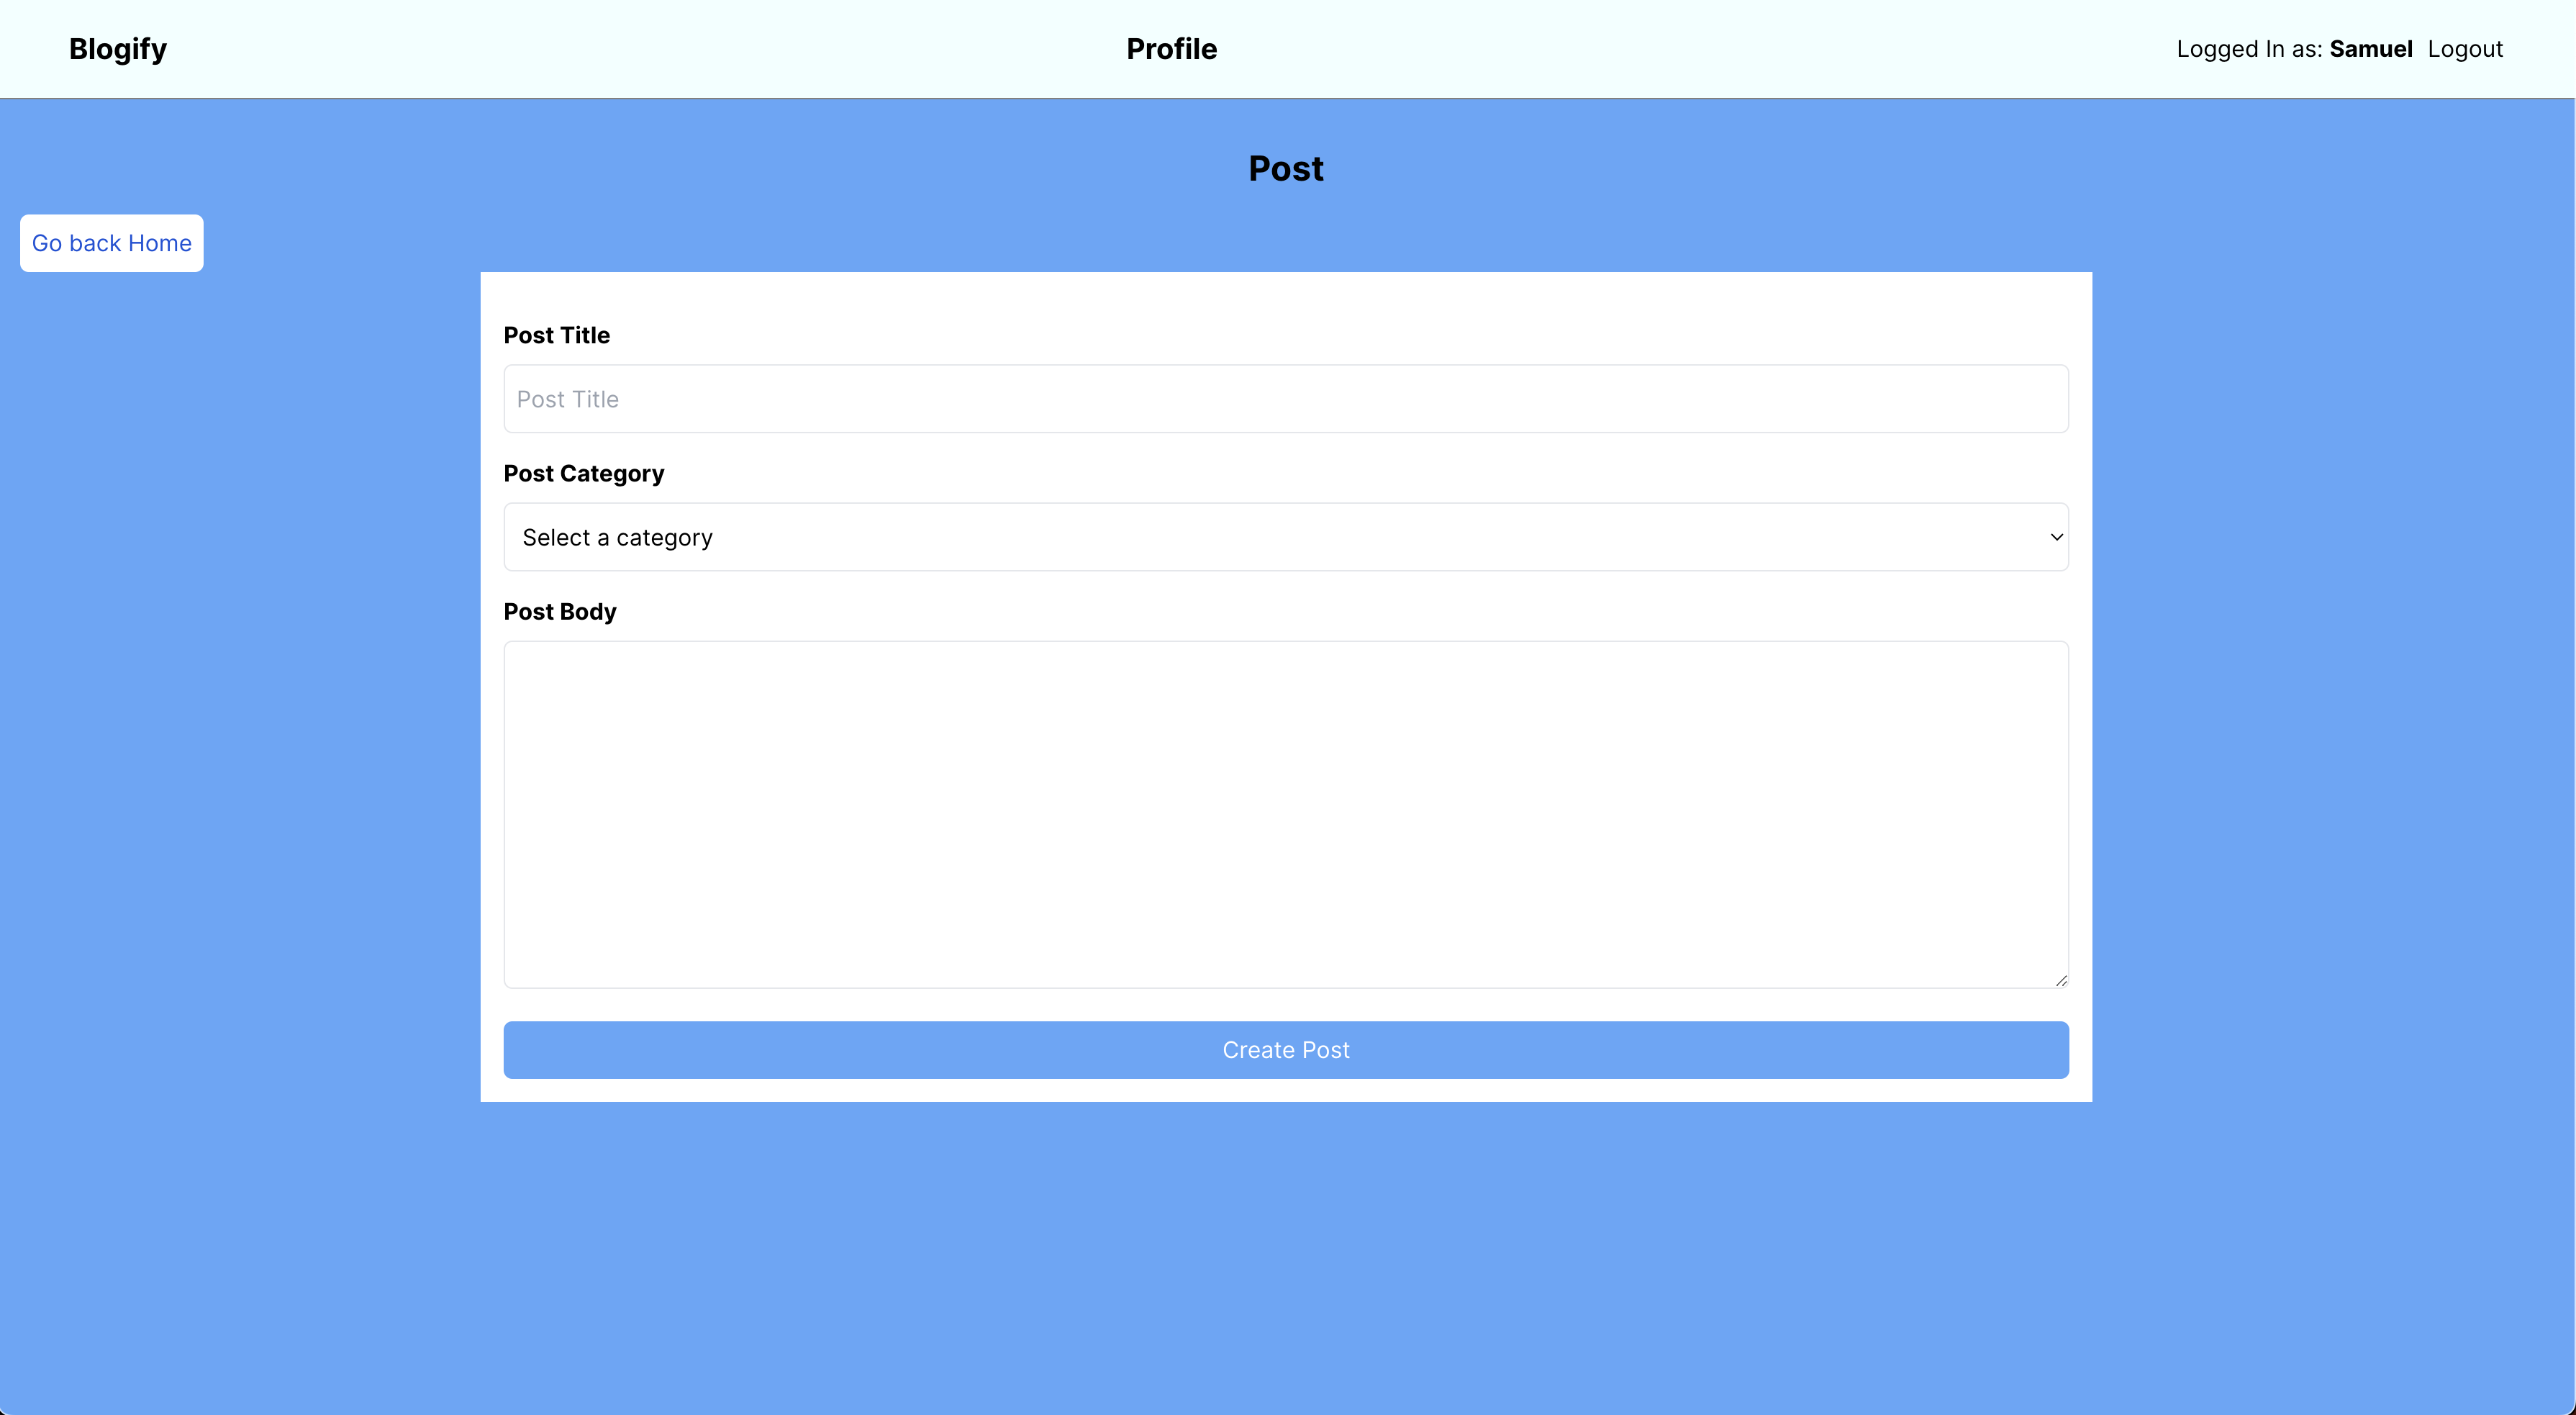 Blogify Profile Logged In as: Samuel Logout
Post
Go back Home
Post Title
Post Title
Post Category
Select a category
Post Body
Create Post